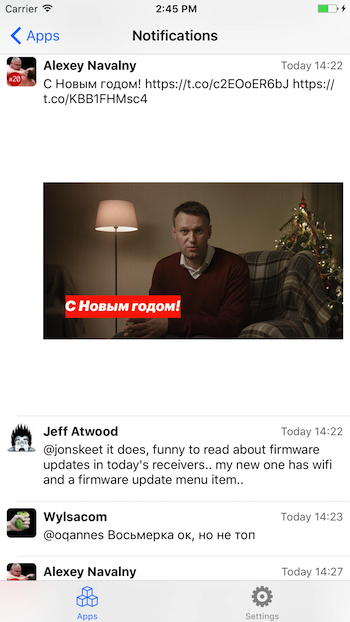 Carrier 2:45 PM
Apps Notifications
Alexey Navalny Today 14:22
С Новым годом! https://t.co/c2EOoER6bJ https://
t.co/KBB1FHMsc4
С Новым годом!
Jeff Atwood Today 14:22
@jonskeet it does, funny to read about firmware
updates in today's receivers.. my new one has wifi
and a firmware update menu item..
Wylsacom Today 14:23
@oqannes Восьмерка ок, но не топ
Alexey Navalny Today 14:27
Apps Settings